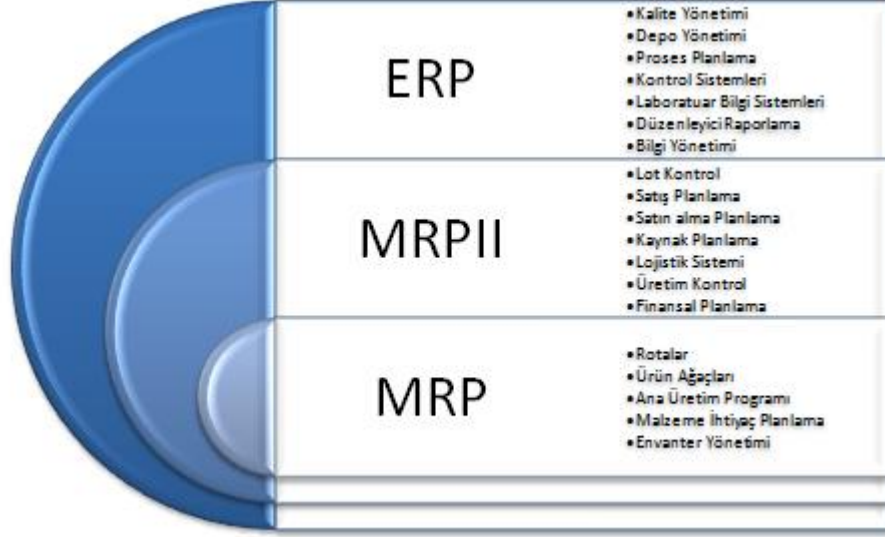 ERP
•Kalite Yönetimi
•Depo Yönetimi
•Proses Planlama
•Kontrol Sistemleri
•Laboratuar Bilgi Sistemleri
•Düzenleyici Raporlama
•Bilgi Yönetimi
MRPII
•Lot Kontrol
•Satış Planlama
•Satın alma Planlama
•Kaynak Planlama
•Lojistik Sistemi
•Üretim Kontrol
•Finansal Planlama
MRP
•Rotalar
•Ürün Ağaçları
•Ana Üretim Programı
•Malzeme İhtiyaç Planlama
•Envanter Yönetimi